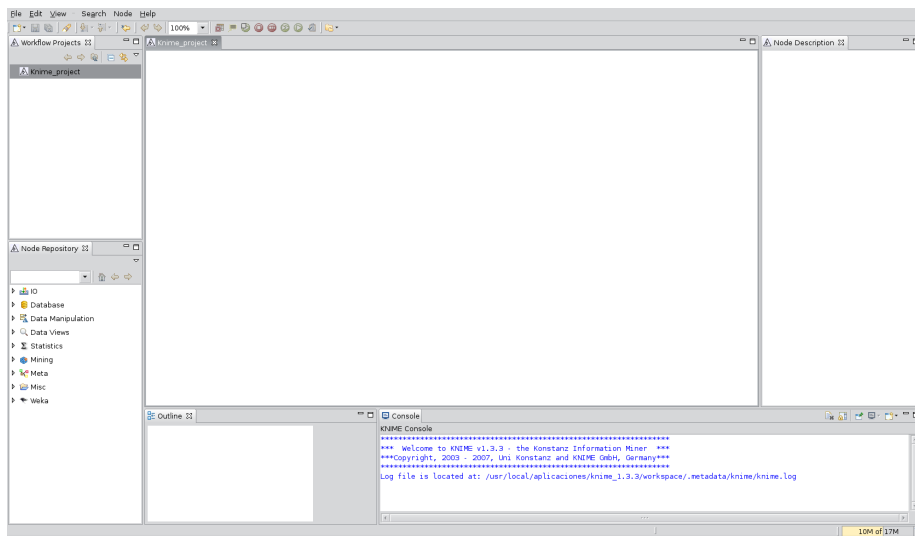 File Edit View Search Node Help
100%
Workflow Projects
Knime_project
Knime_project
Node Description
Node Repository
IO
Database
Data Manipulation
Data Views
Statistics
Mining
Meta
Misc
Weka
Outline
Console
KNIME Console
***********************************************************************
***  Welcome to KNIME v1.3.3 - the Konstanz Information Miner  ***
***Copyright, 2003 - 2007, Uni Konstanz and KNIME GmbH, Germany***
***********************************************************************
Log file is located at: /usr/local/aplicaciones/knime_1.3.3/workspace/.metadata/knime/knime.log
10M of 17M